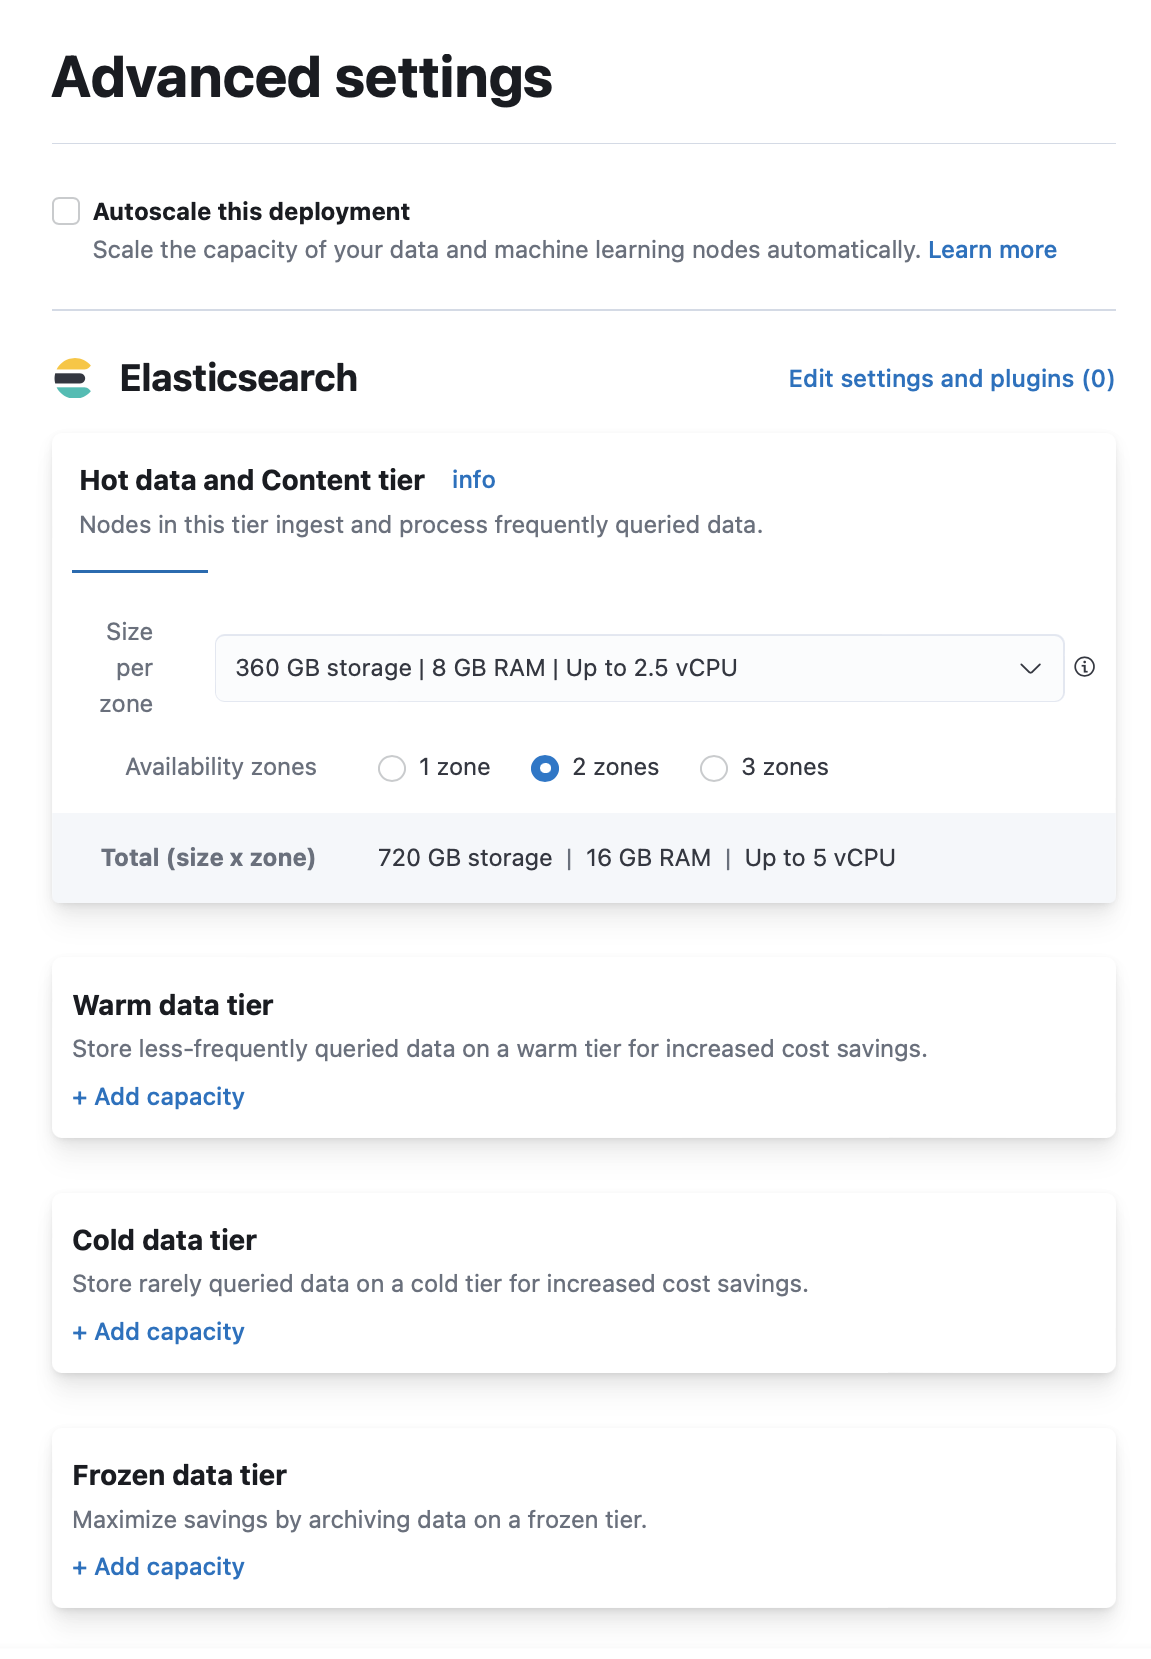 Advanced settings
Autoscale this deployment
Scale the capacity of your data and machine learning nodes automatically. Learn more
Elasticsearch
Edit settings and plugins (0)
Hot data and Content tier info
Nodes in this tier ingest and process frequently queried data.
Size
per
zone
360 GB storage | 8 GB RAM | Up to 2.5 vCPU
Availability zones 1 zone 2 zones 3 zones
Total (size x zone) 720 GB storage | 16 GB RAM | Up to 5 vCPU
Warm data tier
Store less-frequently queried data on a warm tier for increased cost savings.
+ Add capacity
Cold data tier
Store rarely queried data on a cold tier for increased cost savings.
+ Add capacity
Frozen data tier
Maximize savings by archiving data on a frozen tier.
+ Add capacity